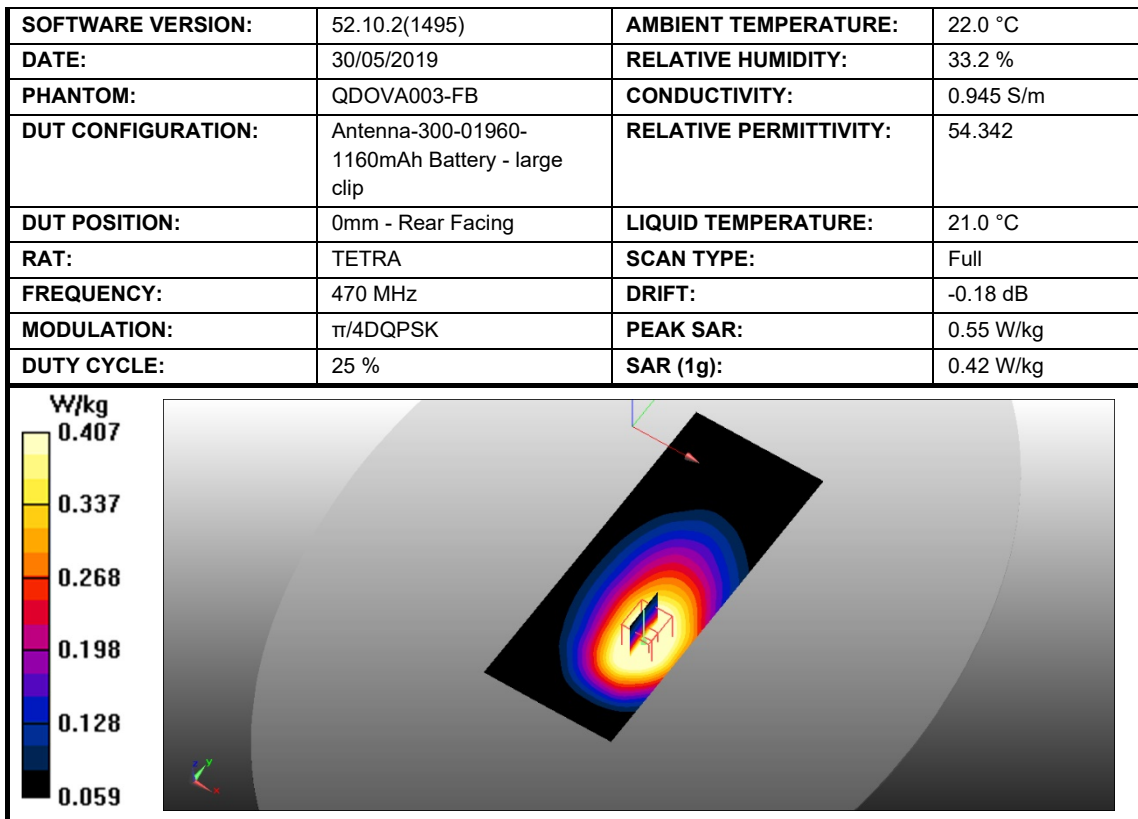 SOFTWARE VERSION: 52.10.2(1495) AMBIENT TEMPERATURE: 22.0 °C
DATE: 30/05/2019 RELATIVE HUMIDITY: 33.2 %
PHANTOM: QDOVA003-FB CONDUCTIVITY: 0.945 S/m
DUT CONFIGURATION: Antenna-300-01960- RELATIVE PERMITTIVITY: 54.342
1160mAh Battery - large
clip
DUT POSITION: 0mm - Rear Facing LIQUID TEMPERATURE: 21.0 °C
RAT: TETRA SCAN TYPE: Full
FREQUENCY: 470 MHz DRIFT: -0.18 dB
MODULATION: π/4DQPSK PEAK SAR: 0.55 W/kg
DUTY CYCLE: 25 % SAR (1g): 0.42 W/kg
W/kg
0.407
0.337
0.268
0.198
0.128
0.059
z y
x